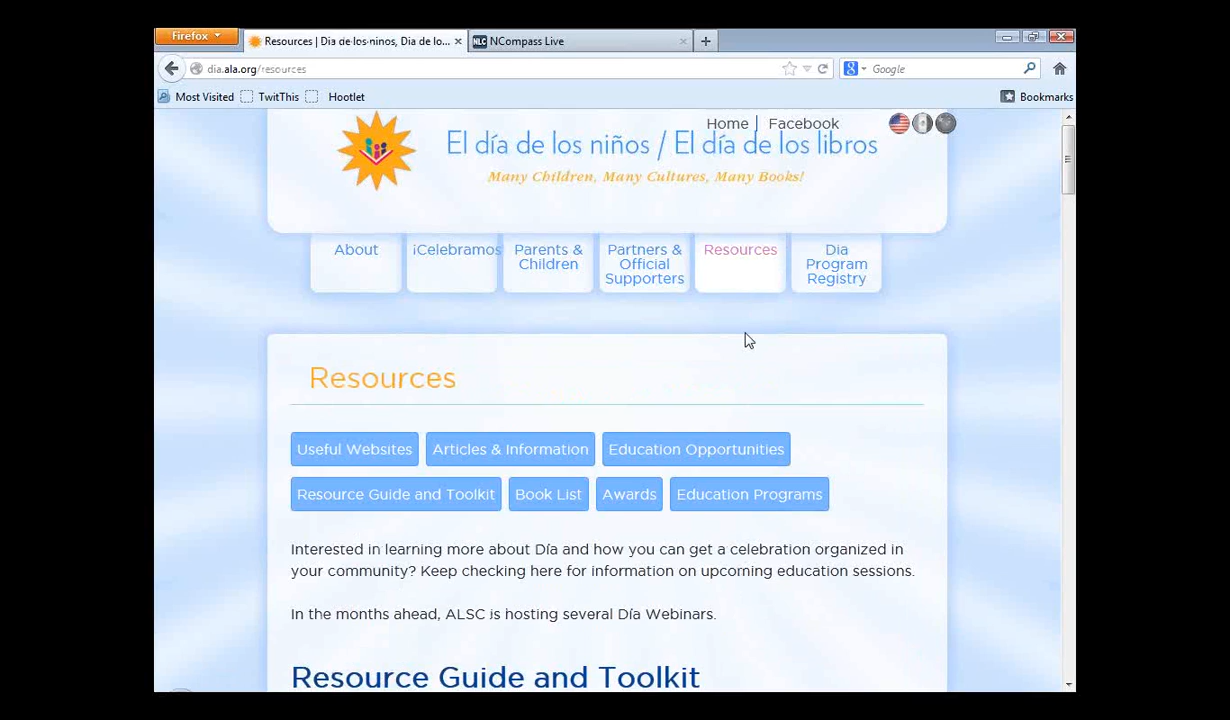 Firefox
Resources | Dia de-los-ninos, Dia de lo...
NCompass Live
dia.ala.org/resources
Google
Most Visited
TwitThis
Hootlet
Bookmarks
Home | Facebook
El día de los niños / El día de los libros
Many Children, Many Cultures, Many Books!
About
¡Celebramos
Parents &
Children
Partners &
Official
Supporters
Resources
Dia
Program
Registry
Resources
Useful Websites
Articles & Information
Education Opportunities
Resource Guide and Toolkit
Book List
Awards
Education Programs
Interested in learning more about Día and how you can get a celebration organized in
your community? Keep checking here for information on upcoming education sessions.
In the months ahead, ALSC is hosting several Día Webinars.
Resource Guide and Toolkit